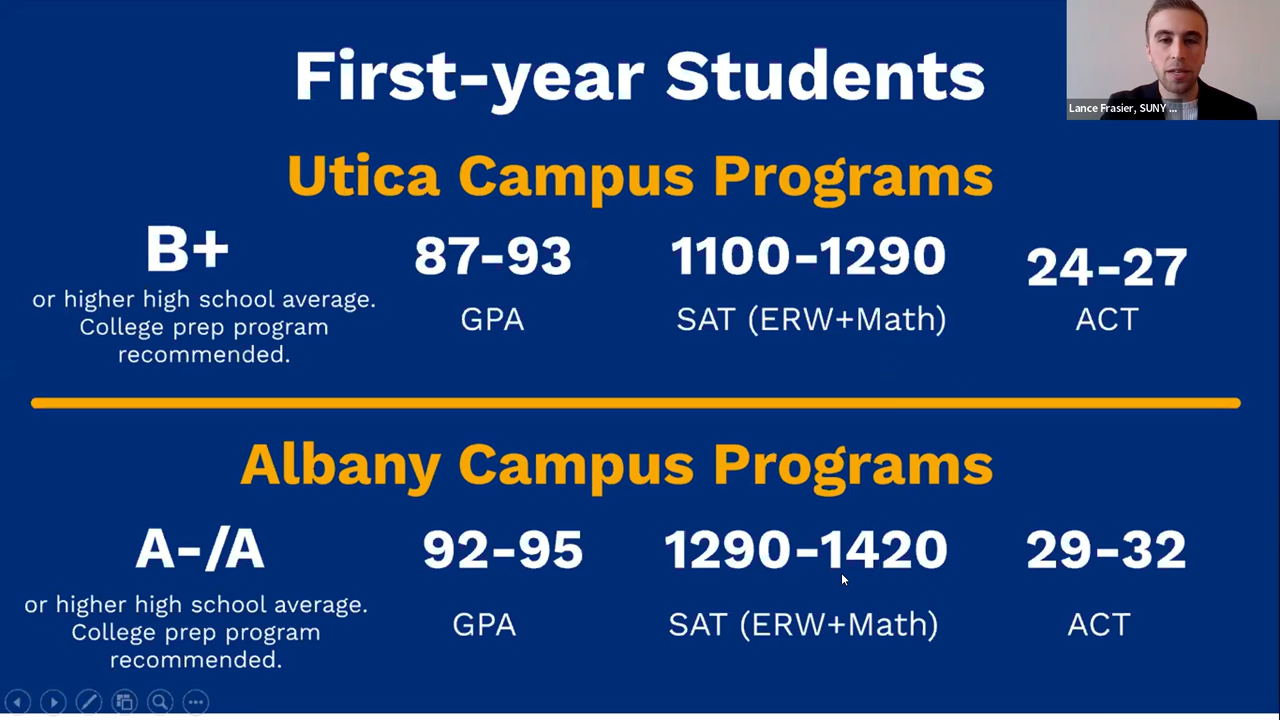 First-year Students
Lance Frasier, SUNY ...
Utica Campus Programs
B+
or higher high school average.
College prep program
recommended.
87-93
GPA
1100-1290
SAT (ERW+Math)
24-27
ACT
Albany Campus Programs
A-/A
or higher high school average.
College prep program
recommended.
92-95
GPA
1290-1420
SAT (ERW+Math)
29-32
ACT